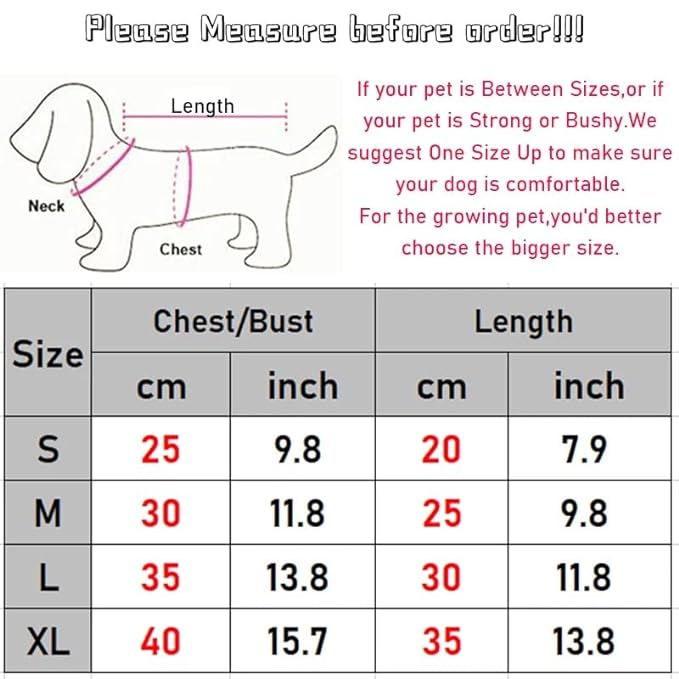 Please Measure before order!!!
Length
Neck
Chest
If your pet is Between Sizes,or if
your pet is Strong or Bushy.We
suggest One Size Up to make sure
your dog is comfortable.
For the growing pet,you'd better
choose the bigger size.
Size Chest/Bust Length
cm inch cm inch
S 25 9.8 20 7.9
M 30 11.8 25 9.8
L 35 13.8 30 11.8
XL 40 15.7 35 13.8